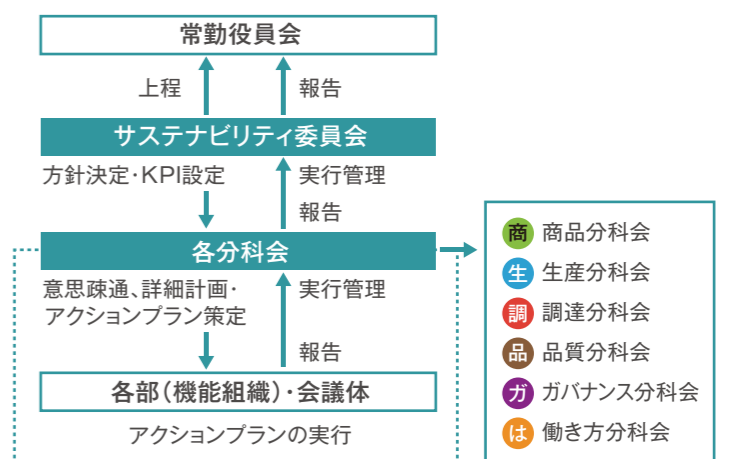 常勤役員会
上程
報告
サステナビリティ委員会
方針決定・KPI設定
実行管理
報告
各分科会
意思疎通、詳細計画・
アクションプラン策定
実行管理
報告
各部（機能組織）・会議体
アクションプランの実行
商 商品分科会
生 生産分科会
調 調達分科会
品 品質分科会
ガ ガバナンス分科会
は 働き方分科会